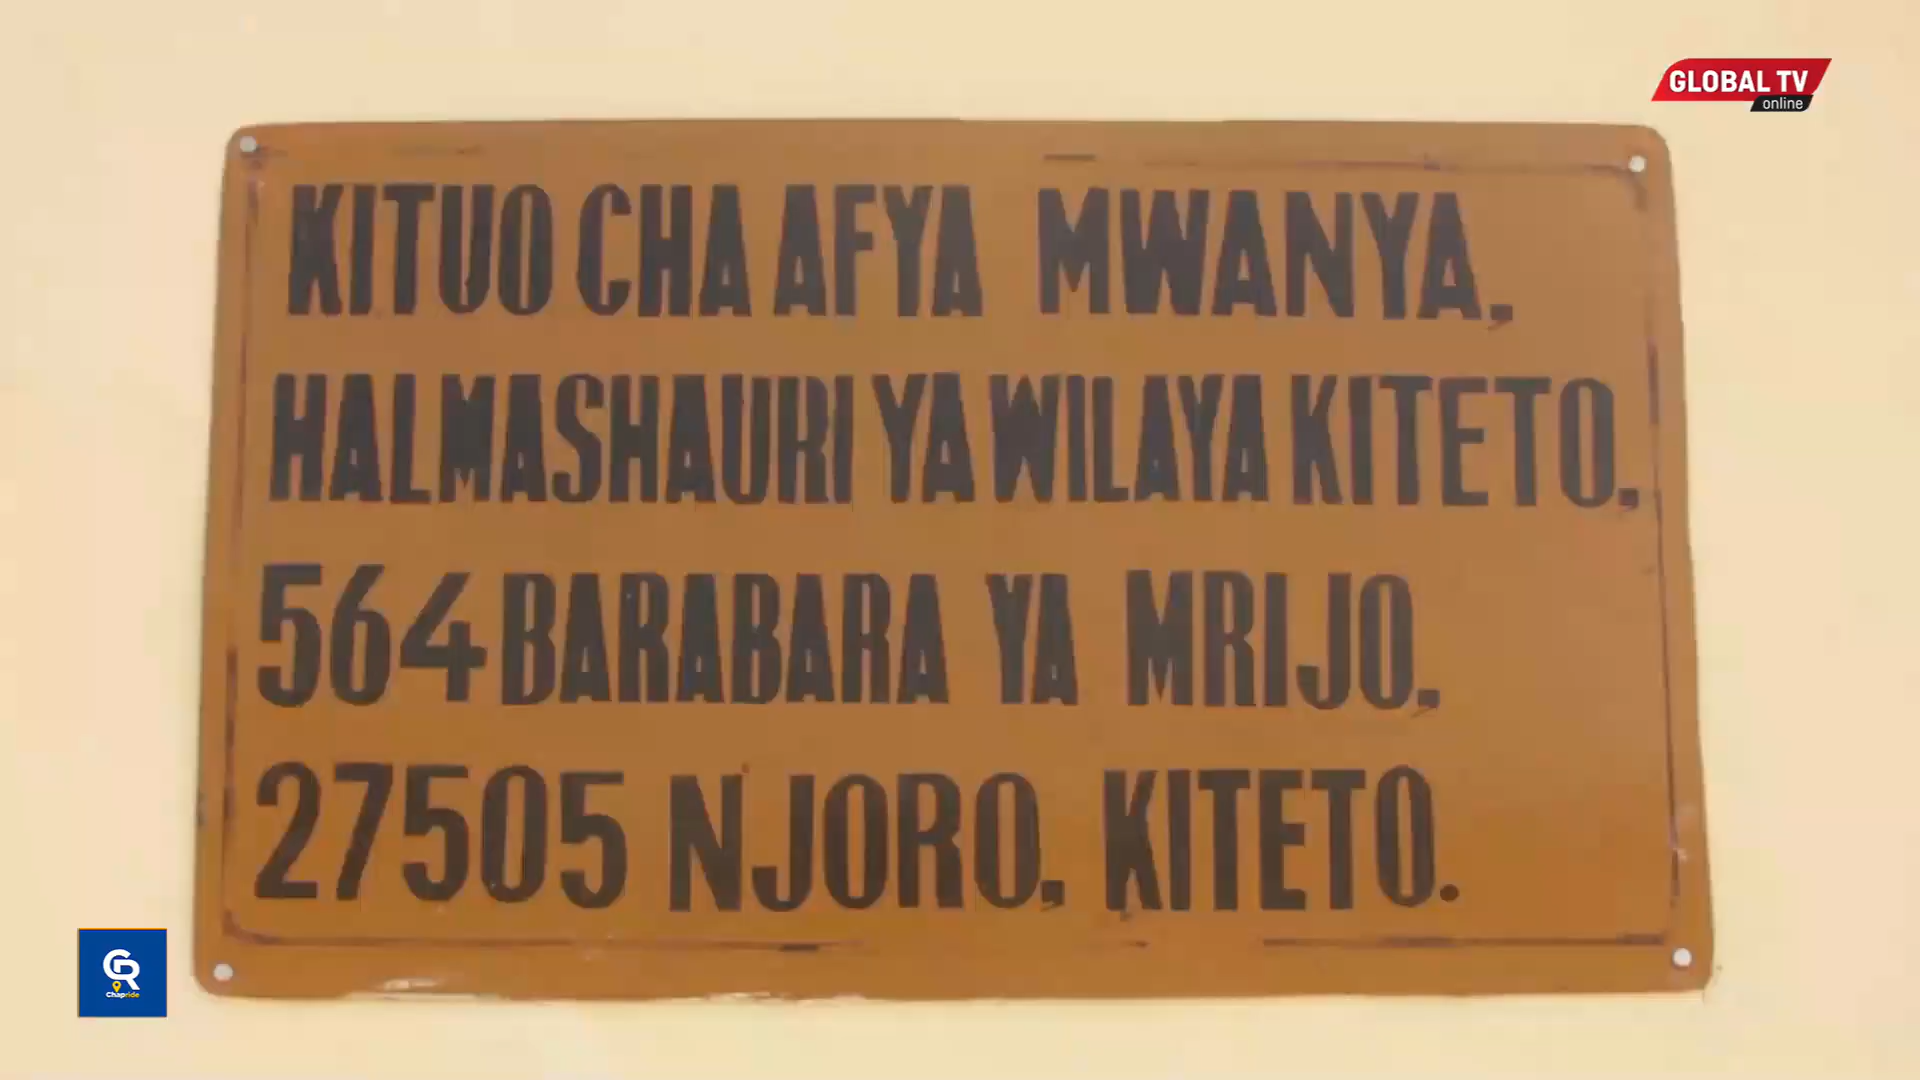 GLOBAL TV
online
KITUO CHA AFYA MWANYA,
HALMASHAURI YA WILAYA KITETO,
564 BARABARA YA MRIJO,
27505 NJORO, KITETO.
GR
Chapride